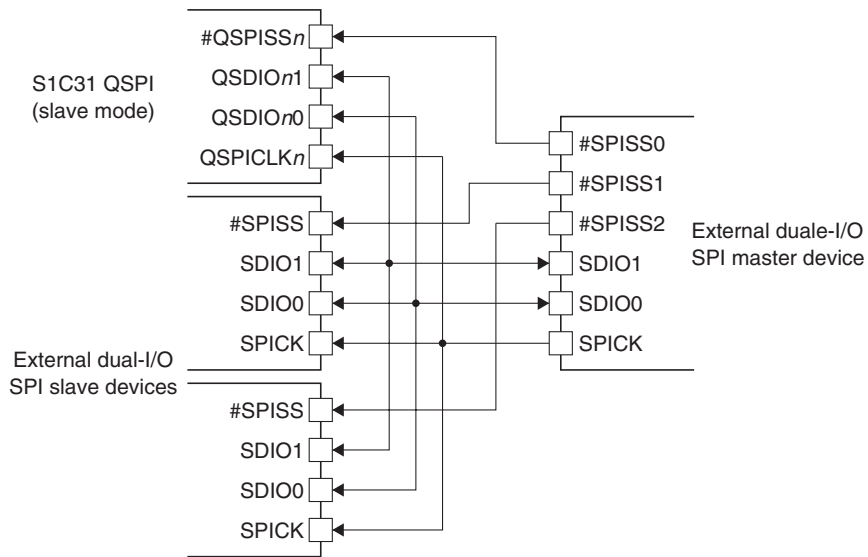 S1C31 QSPI
(slave mode)
#QSPISSn
QSDIOn1
QSDIOn0
QSPICLKn
External dual-I/O
SPI slave devices
#SPISS
SDIO1
SDIO0
SPICK
#SPISS
SDIO1
SDIO0
SPICK
#SPISS0
#SPISS1
#SPISS2
SDIO1
SDIO0
SPICK
External duale-I/O
SPI master device